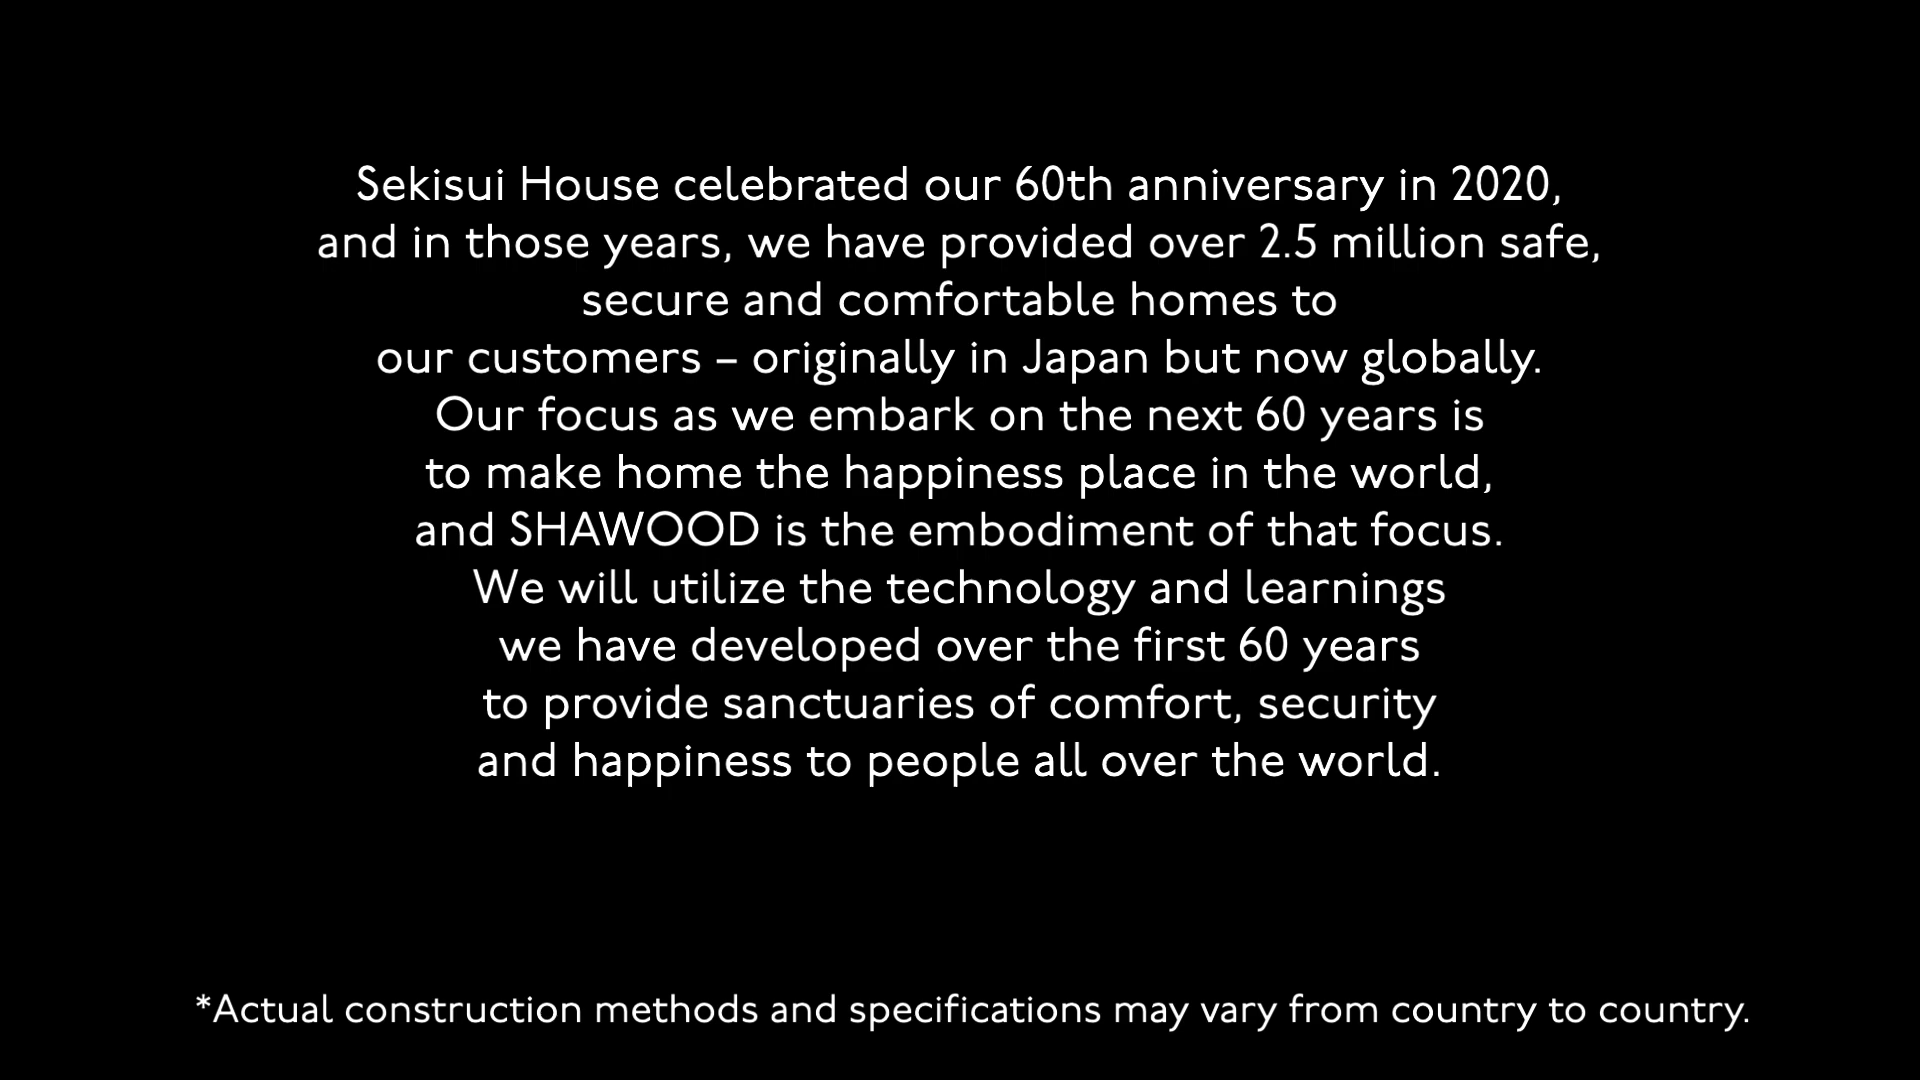 Sekisui House celebrated our 60th anniversary in 2020,
and in those years, we have provided over 2.5 million safe,
secure and comfortable homes to
our customers – originally in Japan but now globally.
Our focus as we embark on the next 60 years is
to make home the happiness place in the world,
and SHAWOOD is the embodiment of that focus.
We will utilize the technology and learnings
we have developed over the first 60 years
to provide sanctuaries of comfort, security
and happiness to people all over the world.
*Actual construction methods and specifications may vary from country to country.